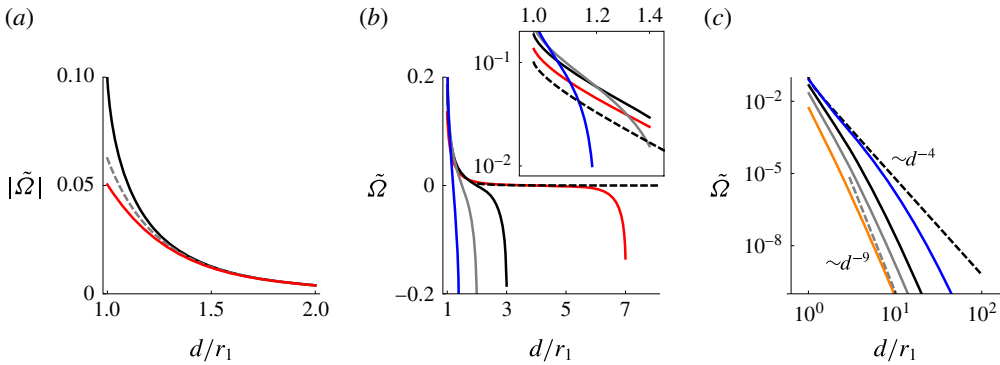 (a)
0.10
0.05
0
|Ω̃|
1.0 1.5 2.0
d/r₁
(b)
0.2
0
−0.2
Ω̃
1 3 5 7
d/r₁
1.0 1.2 1.4
10⁻¹
10⁻²
(c)
10⁻²
10⁻⁵
10⁻⁸
Ω̃
~d⁻⁴
~d⁻⁹
10⁰ 10¹ 10²
d/r₁